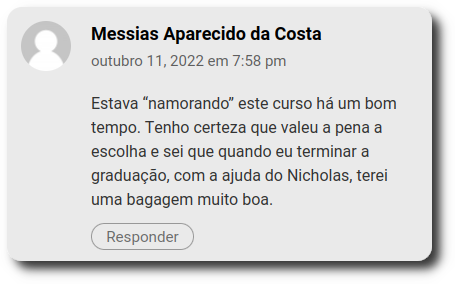 Messias Aparecido da Costa
outubro 11, 2022 em 7:58 pm
Estava “namorando” este curso há um bom
tempo. Tenho certeza que valeu a pena a
escolha e sei que quando eu terminar a
graduação, com a ajuda do Nicholas, terei
uma bagagem muito boa.
Responder